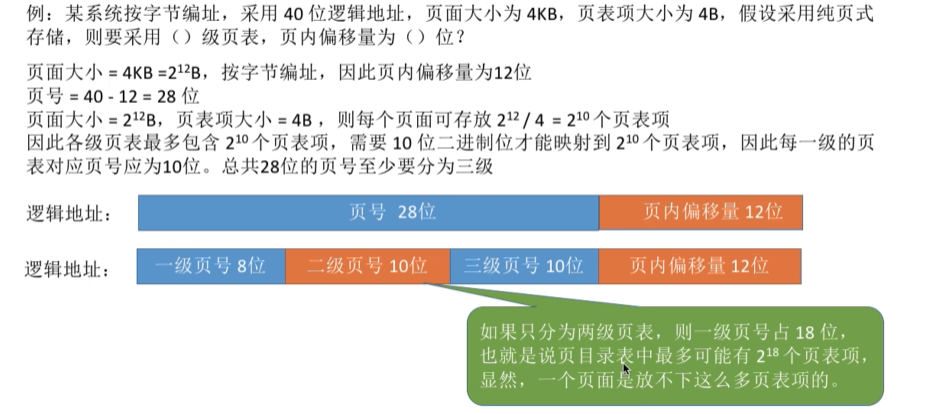 例：某系统按字节编址，采用 40 位逻辑地址，页面大小为 4KB，页表项大小为 4B，假设采用纯页式
存储，则要采用（）级页表，页内偏移量为（）位？
页面大小 = 4KB =2¹²B，按字节编址，因此页内偏移量为12位
页号 = 40 - 12 = 28 位
页面大小 = 2¹²B，页表项大小 = 4B ，则每个页面可存放 2¹² / 4 = 2¹⁰ 个页表项
因此各级页表最多包含 2¹⁰ 个页表项，需要 10 位二进制位才能映射到 2¹⁰ 个页表项，因此每一级的页
表对应页号应为10位。总共28位的页号至少要分为三级
逻辑地址： 页号 28位 页内偏移量 12位
逻辑地址： 一级页号 8位 二级页号 10位 三级页号 10位 页内偏移量 12位
如果只分为两级页表，则一级页号占 18 位，
也就是说页目录表中最多可能有 2¹⁸ 个页表项，
显然，一个页面是放不下这么多页表项的。